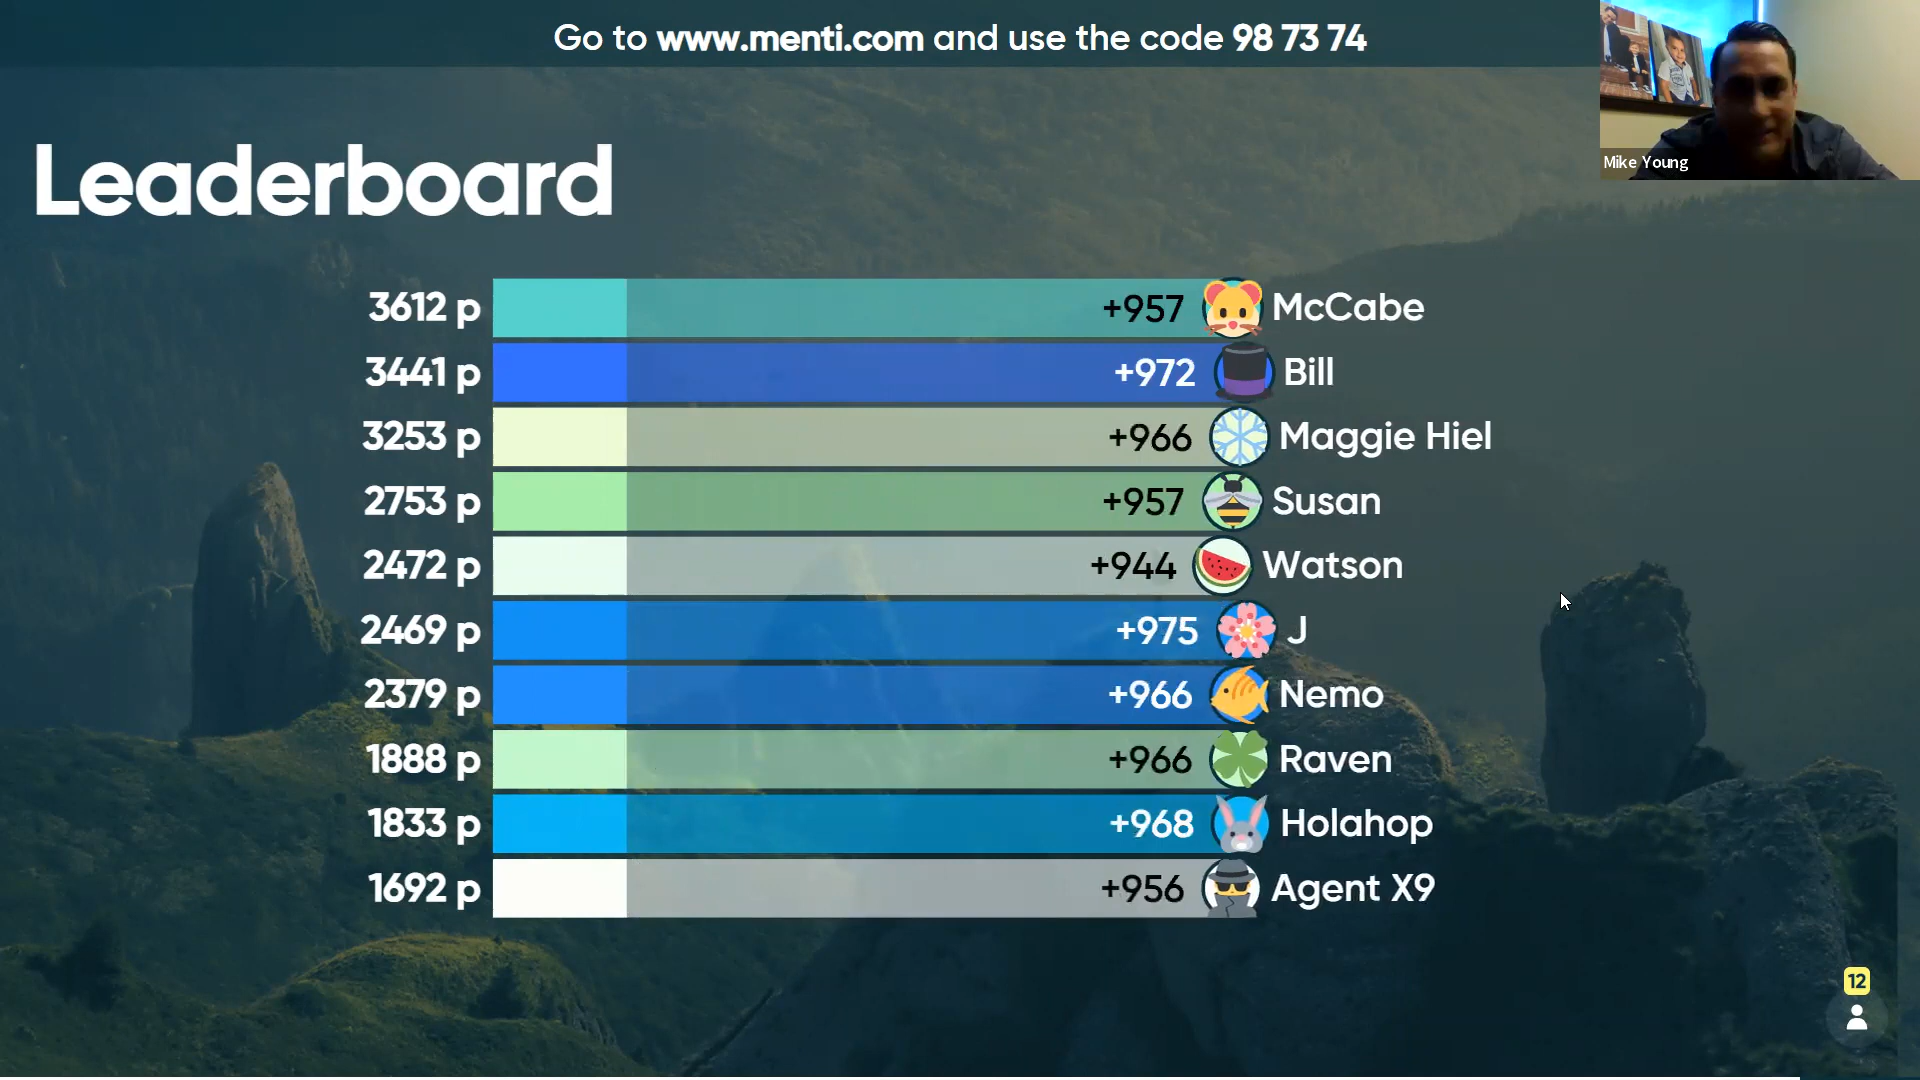 Go to www.menti.com and use the code 98 73 74
Mike Young
Leaderboard
3612 p +957 McCabe
3441 p +972 Bill
3253 p +966 Maggie Hiel
2753 p +957 Susan
2472 p +944 Watson
2469 p +975 J
2379 p +966 Nemo
1888 p +966 Raven
1833 p +968 Holahop
1692 p +956 Agent X9
12